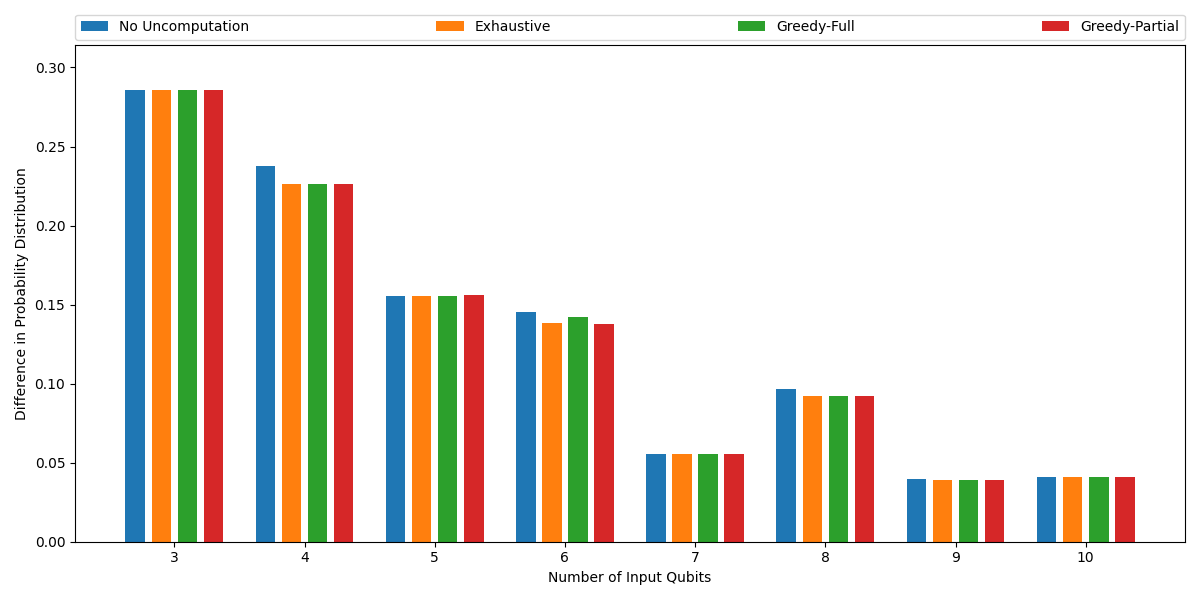 No Uncomputation Exhaustive Greedy-Full Greedy-Partial
0.30
0.25
0.20
0.15
0.10
0.05
0.00
Difference in Probability Distribution
3 4 5 6 7 8 9 10
Number of Input Qubits